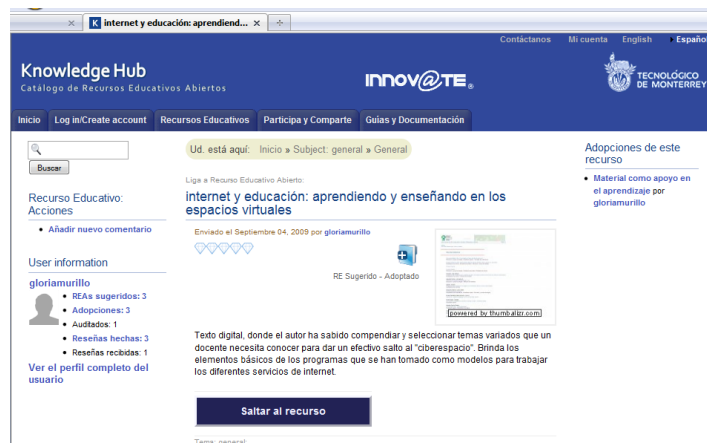 internet y educación: aprendiend...
Contáctanos Mi cuenta English Español
Knowledge Hub
Catálogo de Recursos Educativos Abiertos
INNOV@TE®
TECNOLÓGICO
DE MONTERREY
Inicio Log in/Create account Recursos Educativos Participa y Comparte Guías y Documentación
Buscar
Recurso Educativo:
Acciones
Añadir nuevo comentario
User information
gloriamurillo
REAs sugeridos: 3
Adopciones: 3
Auditados: 1
Reseñas hechas: 3
Reseñas recibidas: 1
Ver el perfil completo del
usuario
Ud. está aquí: Inicio » Subject: general » General
Liga a Recurso Educativo Abierto:
internet y educación: aprendiendo y enseñando en los
espacios virtuales
Enviado el Septiembre 04, 2009 por gloriamurillo
RE Sugerido - Adoptado
powered by thumbalizr.com
Texto digital, donde el autor ha sabido compendiar y seleccionar temas variados que un
docente necesita conocer para dar un efectivo salto al "ciberespacio". Brinda los
elementos básicos de los programas que se han tomado como modelos para trabajar
los diferentes servicios de internet.
Saltar al recurso
Tema: general
Adopciones de este
recurso
Material como apoyo en
el aprendizaje por
gloriamurillo